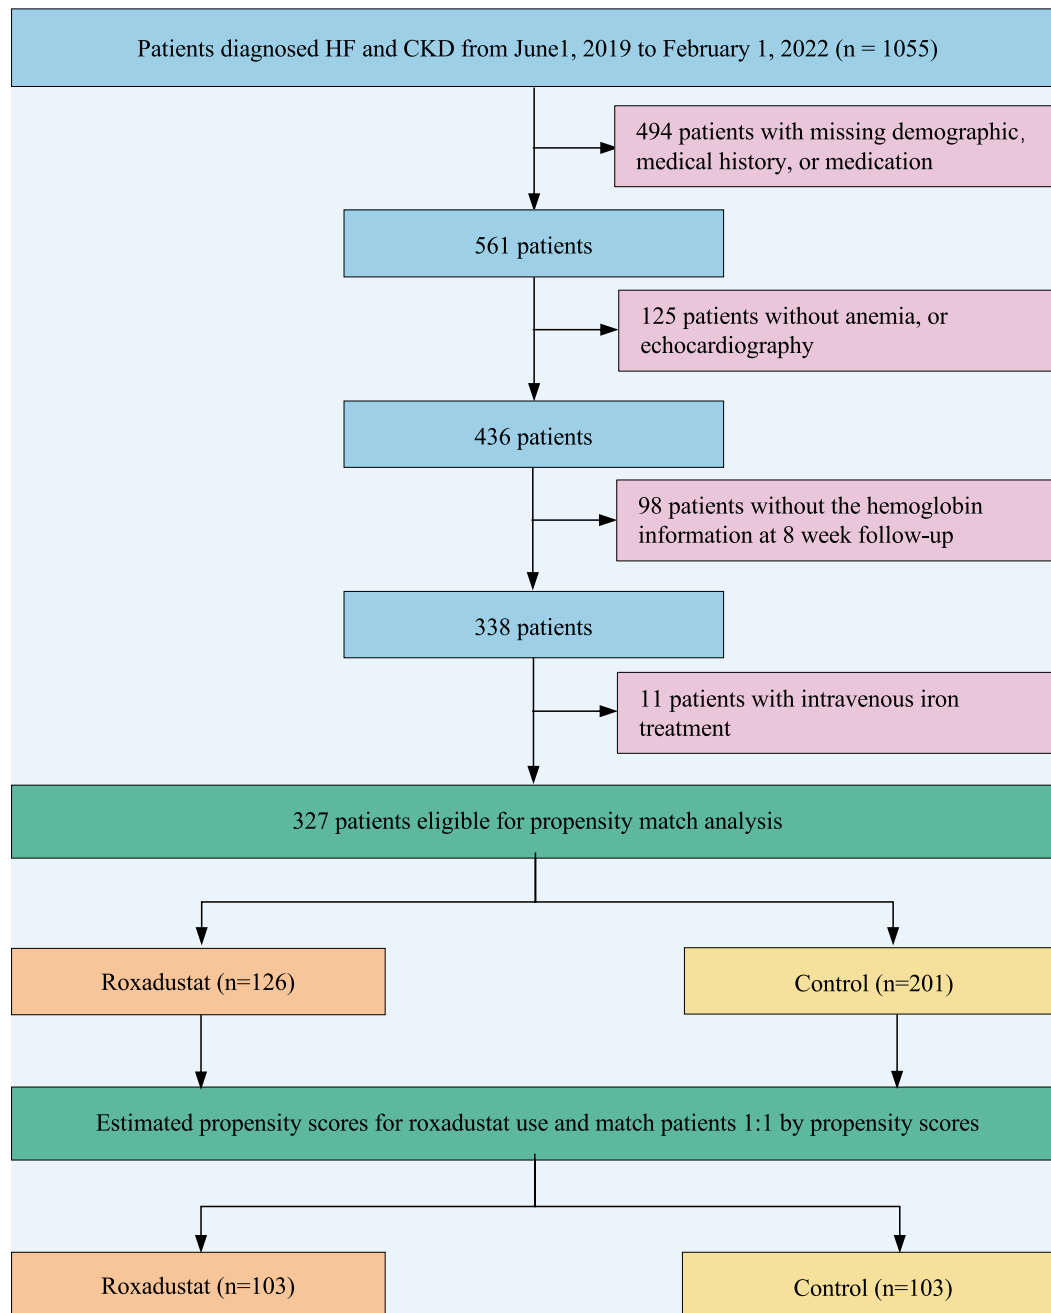 Patients diagnosed HF and CKD from June1, 2019 to February 1, 2022 (n = 1055)
494 patients with missing demographic,
medical history, or medication
561 patients
125 patients without anemia, or
echocardiography
436 patients
98 patients without the hemoglobin
information at 8 week follow-up
338 patients
11 patients with intravenous iron
treatment
327 patients eligible for propensity match analysis
Roxadustat (n=126)
Control (n=201)
Estimated propensity scores for roxadustat use and match patients 1:1 by propensity scores
Roxadustat (n=103)
Control (n=103)